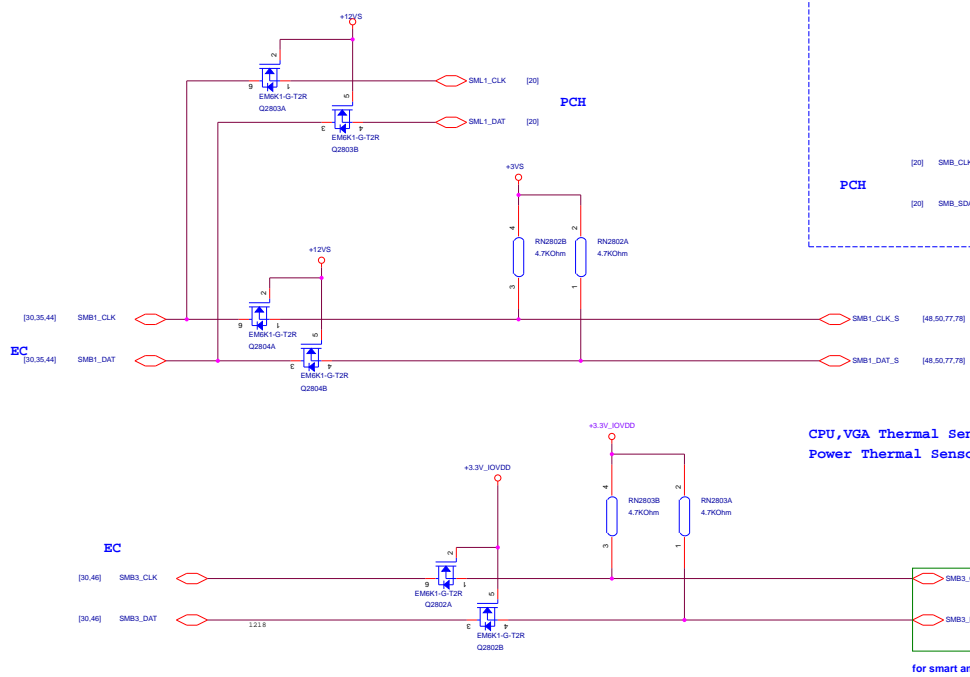 +12VS
2
6
1
SML1_CLK
[20]
EM6K1-G-T2R
Q2803A
5
PCH
3
4
SML1_DAT
[20]
EM6K1-G-T2R
Q2803B
+3VS
[20]
SMB_CLK
PCH
[20]
SMB_SDA
4
RN2802B
4.7KOhm
3
2
RN2802A
4.7KOhm
1
+12VS
2
[30,35,44]
SMB1_CLK
6
1
EM6K1-G-T2R
Q2804A
SMB1_CLK_S
[48,50,77,78]
5
EC
[30,35,44]
SMB1_DAT
3
4
EM6K1-G-T2R
Q2804B
SMB1_DAT_S
[48,50,77,78]
+3.3V_IOVDD
CPU,VGA Thermal Sen
Power Thermal Senso
+3.3V_IOVDD
4
RN2803B
4.7KOhm
3
2
RN2803A
4.7KOhm
1
EC
2
[30,46]
SMB3_CLK
6
1
EM6K1-G-T2R
Q2802A
SMB3_
5
[30,46]
SMB3_DAT
1218
3
4
EM6K1-G-T2R
Q2802B
SMB3_
for smart am